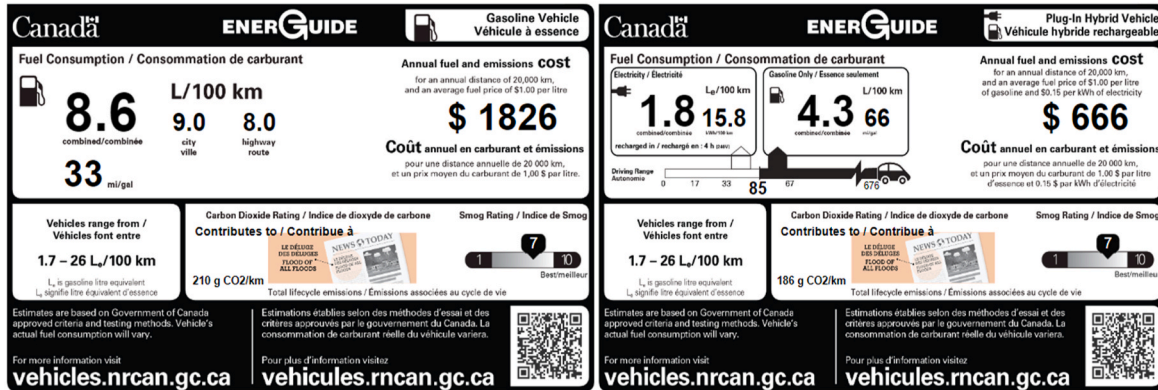 Canada
ENERGUIDE
Gasoline Vehicle
Véhicule à essence
Fuel Consumption / Consommation de carburant
8.6
combined/combinée
L/100 km
9.0
city
ville
8.0
highway
route
33 mi/gal
Annual fuel and emissions cost
for an annual distance of 20,000 km,
and an average fuel price of $1.00 per litre
$ 1826
Coût annuel en carburant et émissions
pour une distance annuelle de 20 000 km,
et un prix moyen du carburant de 1,00 $ par litre.
Vehicles range from /
Véhicules font entre
1.7 – 26 Lₑ/100 km
Lₑ is gasoline litre equivalent
Lₑ signifie litre équivalent d'essence
Carbon Dioxide Rating / Indice de dioxyde de carbone
Contributes to / Contribue à
LE DÉLUGE
DES DÉLUGES
FLOOD OF
ALL FLOODS
NEWS TODAY
210 g CO2/km
Total lifecycle emissions / Émissions associées au cycle de vie
Smog Rating / Indice de Smog
1
7
10
Best/meilleur
Estimates are based on Government of Canada
approved criteria and testing methods. Vehicle's
actual fuel consumption will vary.
For more information visit
vehicles.nrcan.gc.ca
Estimations établies selon des méthodes d'essai et des
critères approuvés par le gouvernement du Canada. La
consommation de carburant réelle du véhicule variera.
Pour plus d'information visitez
vehicules.rncan.gc.ca
Canada
ENERGUIDE
Plug-In Hybrid Vehicle
Véhicule hybride rechargeable
Fuel Consumption / Consommation de carburant
Electricity / Électricité
1.8
combined/combinée
Lₑ/100 km
15.8
kWh/100 km
recharged in / rechargé en : 4 h (240V)
Gasoline Only / Essence seulement
4.3
combined/combinée
L/100 km
66
mi/gal
Driving Range
Autonomie
0 17 33 85 67 676
Annual fuel and emissions cost
for an annual distance of 20,000 km,
and an average fuel price of $1.00 per litre
of gasoline and $0.15 per kWh of electricity
$ 666
Coût annuel en carburant et émissions
pour une distance annuelle de 20 000 km,
et un prix moyen du carburant de 1,00 $ par litre
d'essence et 0.15 $ par kWh d'électricité
Vehicles range from /
Véhicules font entre
1.7 – 26 Lₑ/100 km
Lₑ is gasoline litre equivalent
Lₑ signifie litre équivalent d'essence
Carbon Dioxide Rating / Indice de dioxyde de carbone
Contributes to / Contribue à
LE DÉLUGE
DES DÉLUGES
FLOOD OF
ALL FLOODS
NEWS TODAY
186 g CO2/km
Total lifecycle emissions / Émissions associées au cycle de vie
Smog Rating / Indice de Smog
1
7
10
Best/meilleur
Estimates are based on Government of Canada
approved criteria and testing methods. Vehicle's
actual fuel consumption will vary.
For more information visit
vehicles.nrcan.gc.ca
Estimations établies selon des méthodes d'essai et des
critères approuvés par le gouvernement du Canada. La
consommation de carburant réelle du véhicule variera.
Pour plus d'information visitez
vehicules.rncan.gc.ca